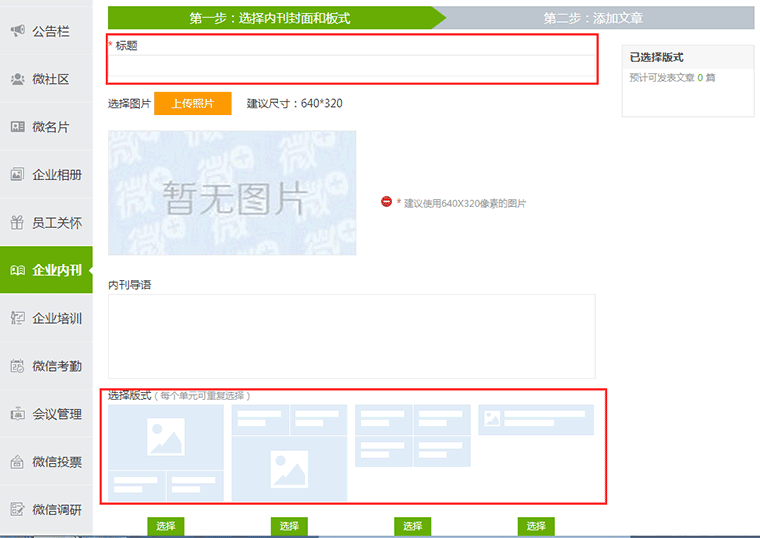 公告栏
微社区
微名片
企业相册
员工关怀
企业内刊
企业培训
微信考勤
会议管理
微信投票
微信调研
第一步：选择内刊封面和板式
第二步：添加文章
* 标题
选择图片 上传照片 建议尺寸：640*320
暂无图片
* 建议使用640X320像素的图片
内刊导语
选择版式（每个单元可重复选择）
选择 选择 选择 选择
已选择版式
预计可发表文章 0 篇